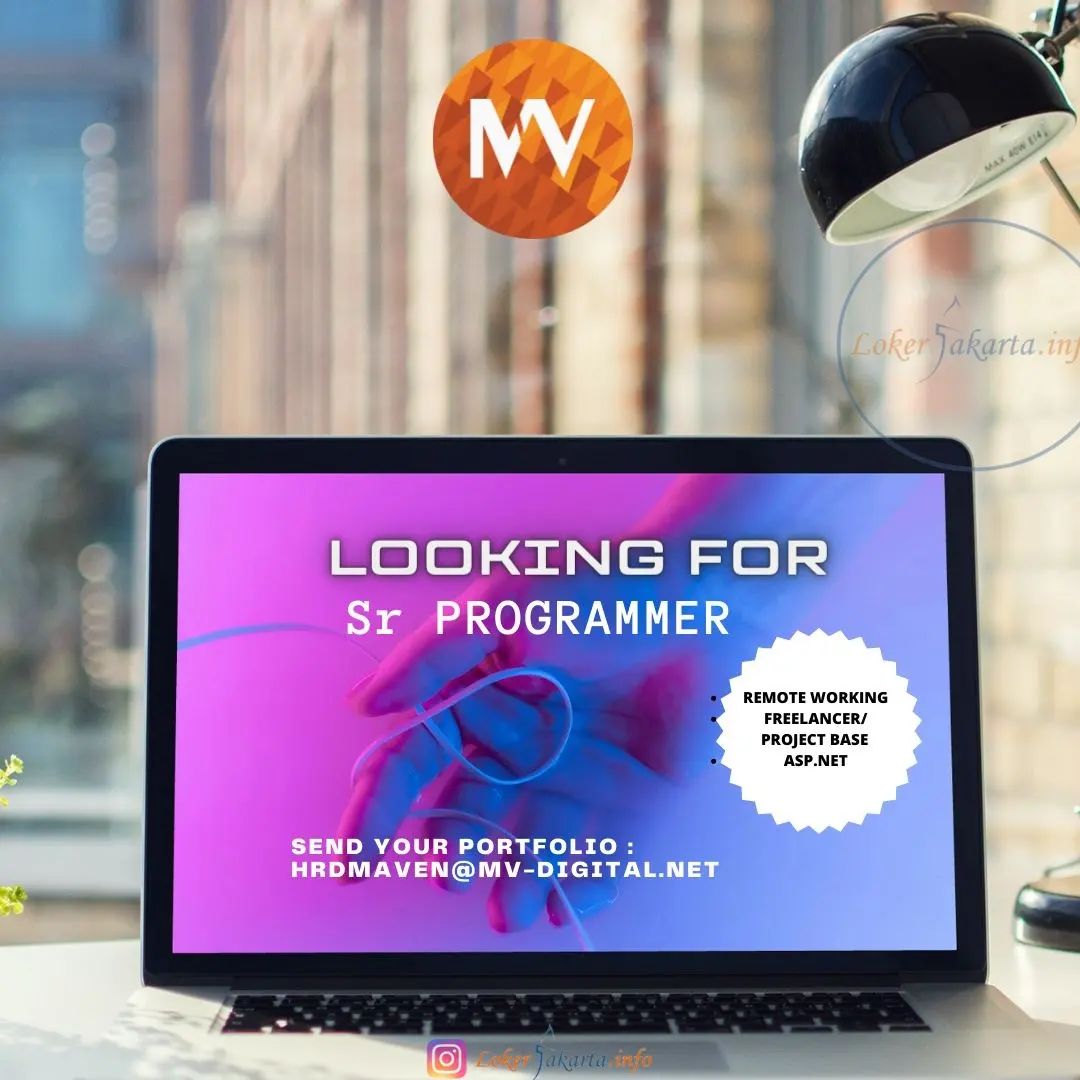 MV
MAX 40W E14
LokerJakarta.inf
LOOKING FOR
Sr PROGRAMMER
• REMOTE WORKING
• FREELANCER/
PROJECT BASE
• ASP.NET
SEND YOUR PORTFOLIO :
HRDMAVEN@MV-DIGITAL.NET
LokerJakarta.info